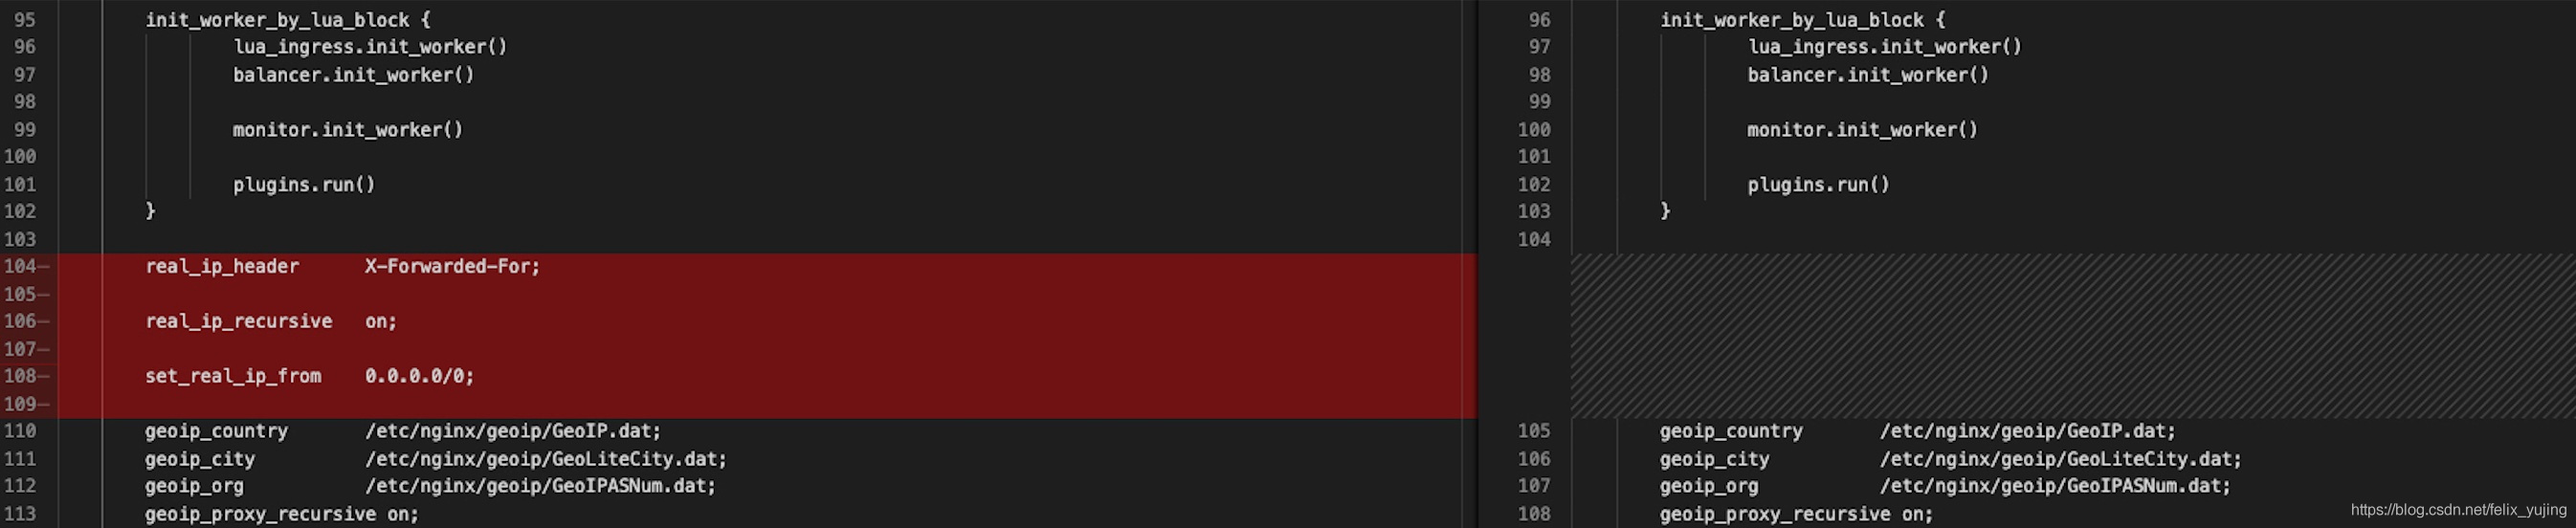 95 init_worker_by_lua_block {
96 lua_ingress.init_worker()
97 balancer.init_worker()
98
99 monitor.init_worker()
100
101 plugins.run()
102 }
103
104— real_ip_header X-Forwarded-For;
105—
106— real_ip_recursive on;
107—
108— set_real_ip_from 0.0.0.0/0;
109—
110 geoip_country /etc/nginx/geoip/GeoIP.dat;
111 geoip_city /etc/nginx/geoip/GeoLiteCity.dat;
112 geoip_org /etc/nginx/geoip/GeoIPASNum.dat;
113 geoip_proxy_recursive on;
96 init_worker_by_lua_block {
97 lua_ingress.init_worker()
98 balancer.init_worker()
99
100 monitor.init_worker()
101
102 plugins.run()
103 }
104
105 geoip_country /etc/nginx/geoip/GeoIP.dat;
106 geoip_city /etc/nginx/geoip/GeoLiteCity.dat;
107 geoip_org /etc/nginx/geoip/GeoIPASNum.dat;
108 geoip_proxy_recursive on;
https://blog.csdn.net/felix_yujing